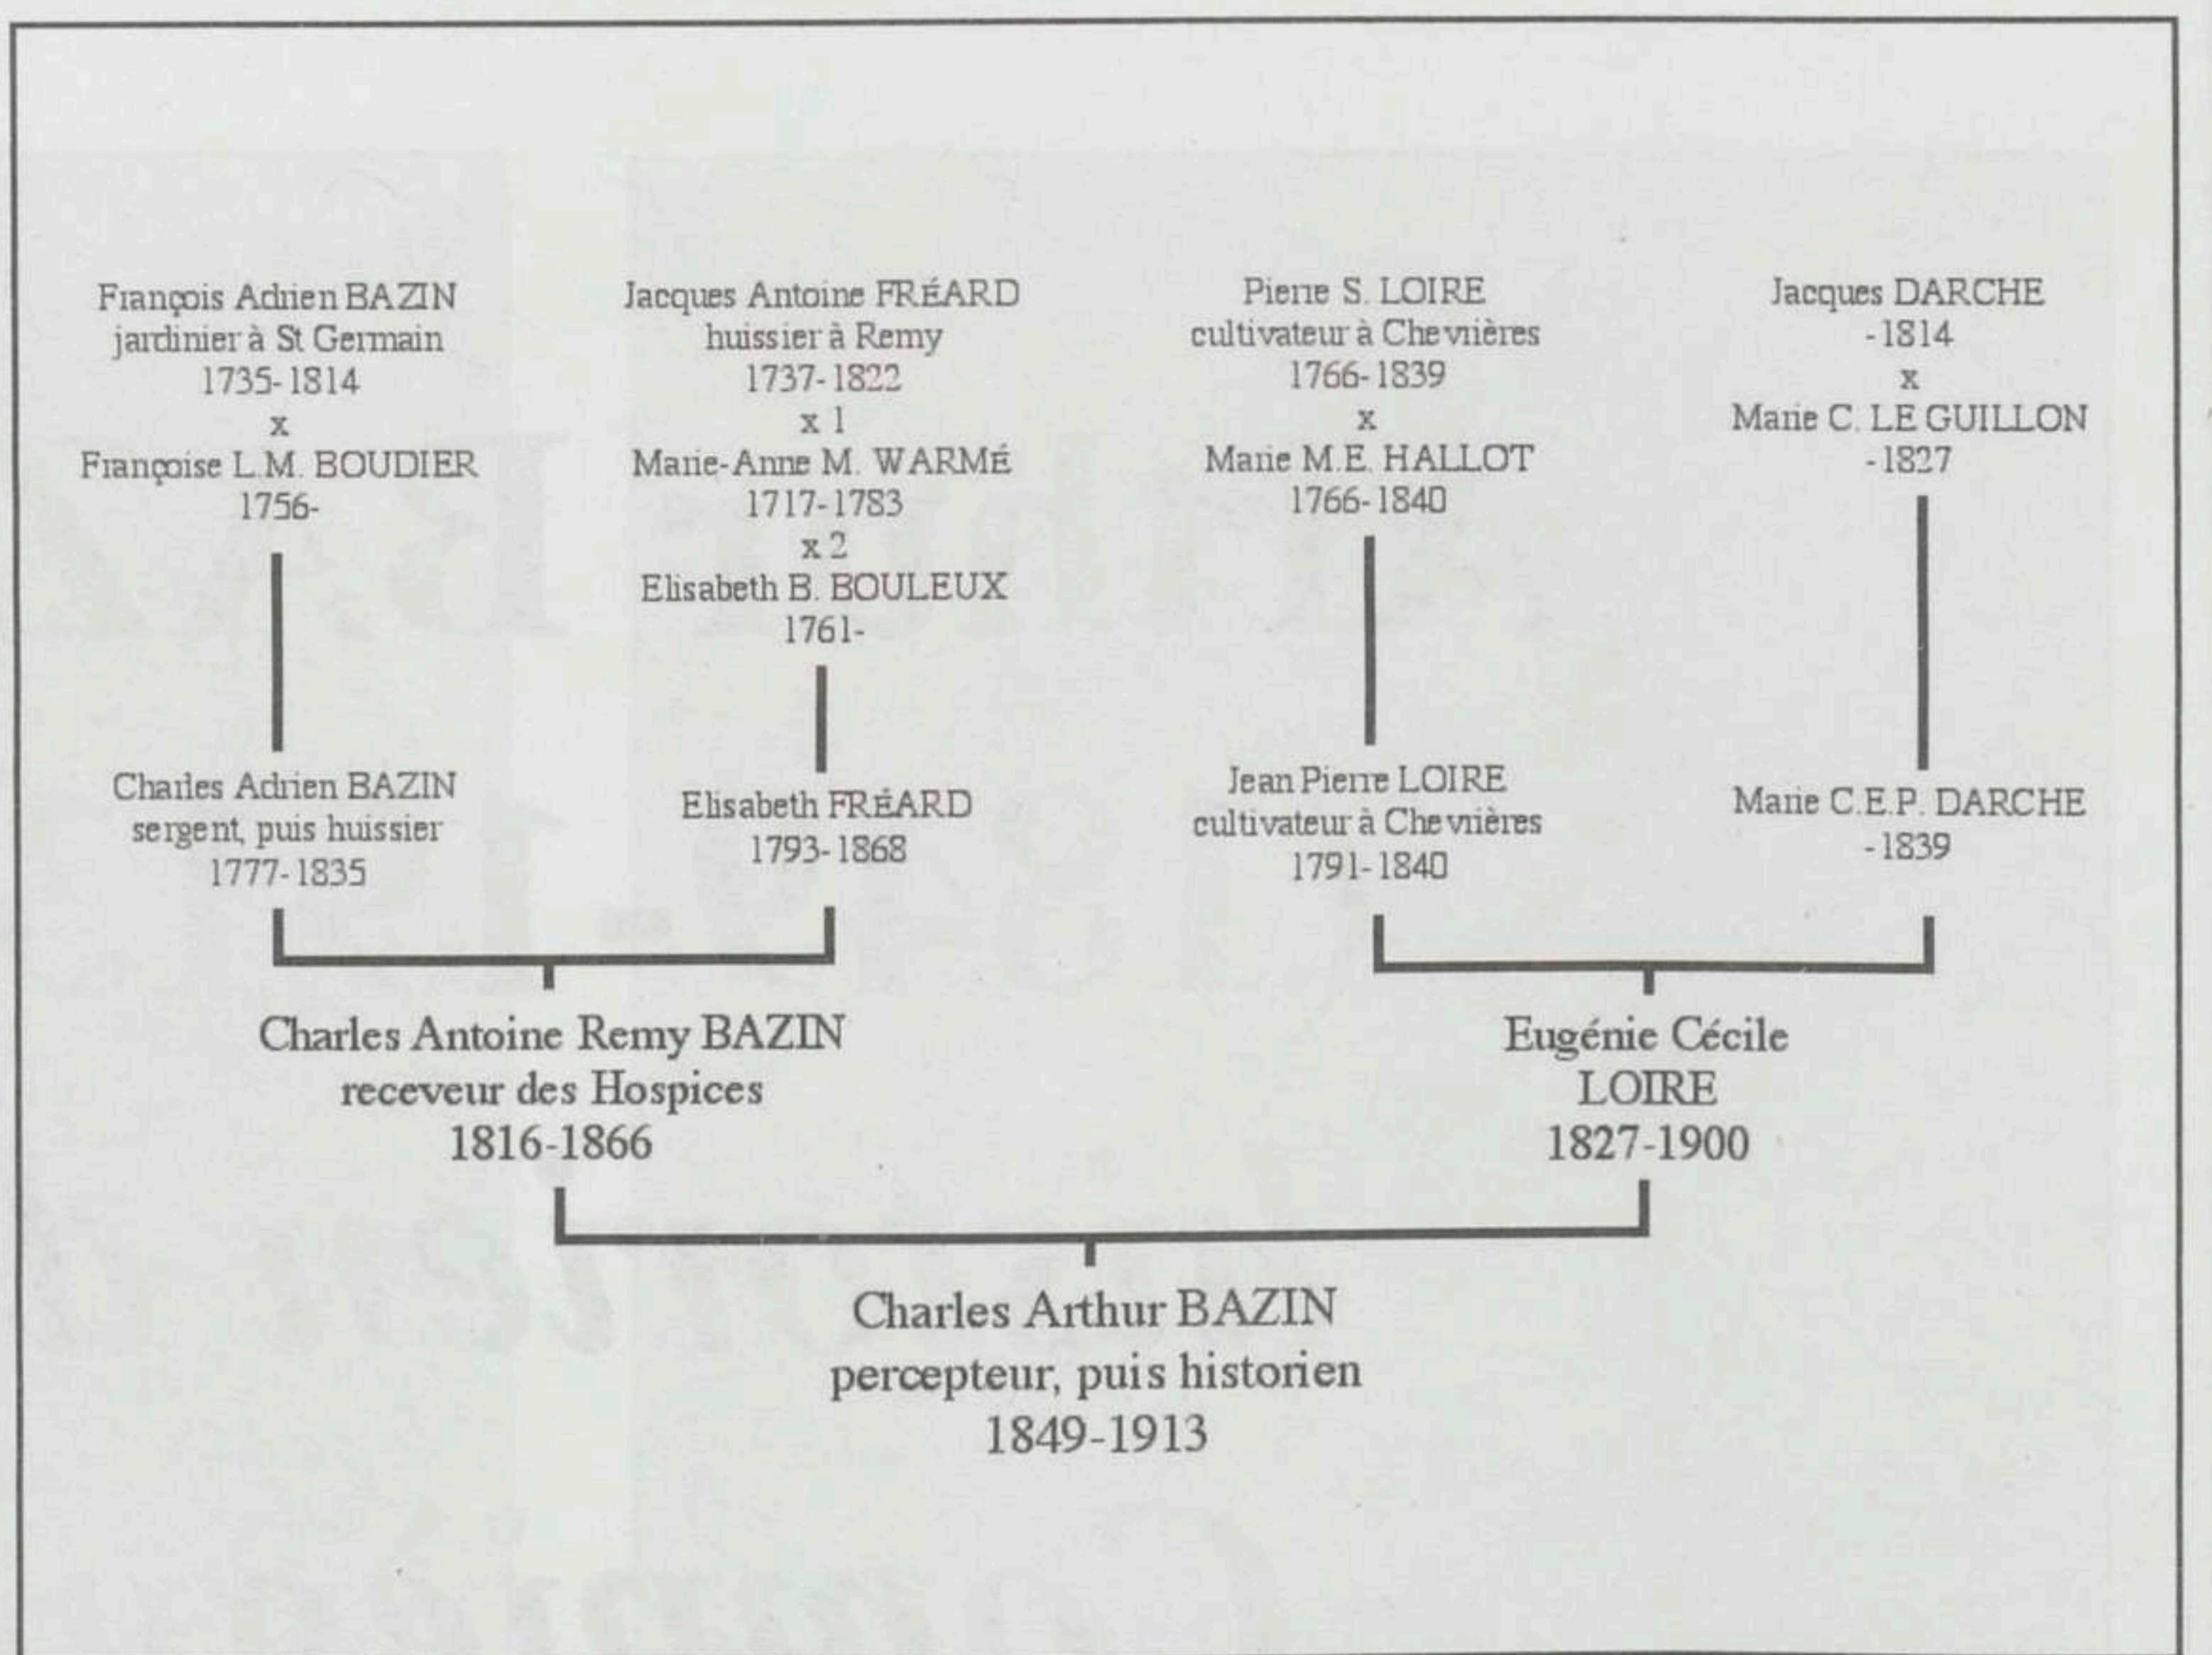 François Adrien BAZIN
jardinier à St Germain
1735-1814
x
Françoise L.M. BOUDIER
1756-
Jacques Antoine FRÉARD
huissier à Remy
1737-1822
x 1
Marie-Anne M. WARMÉ
1717-1783
x 2
Elisabeth B. BOULEUX
1761-
Pierre S. LOIRE
cultivateur à Chevrières
1766-1839
x
Marie M.E. HALLOT
1766-1840
Jacques DARCHE
-1814
x
Marie C. LE GUILLON
-1827
Charles Adrien BAZIN
sergent, puis huissier
1777-1835
Elisabeth FRÉARD
1793-1868
Jean Pierre LOIRE
cultivateur à Chevrières
1791-1840
Marie C.E.P. DARCHE
-1839
Charles Antoine Remy BAZIN
receveur des Hospices
1816-1866
Eugénie Cécile
LOIRE
1827-1900
Charles Arthur BAZIN
percepteur, puis historien
1849-1913